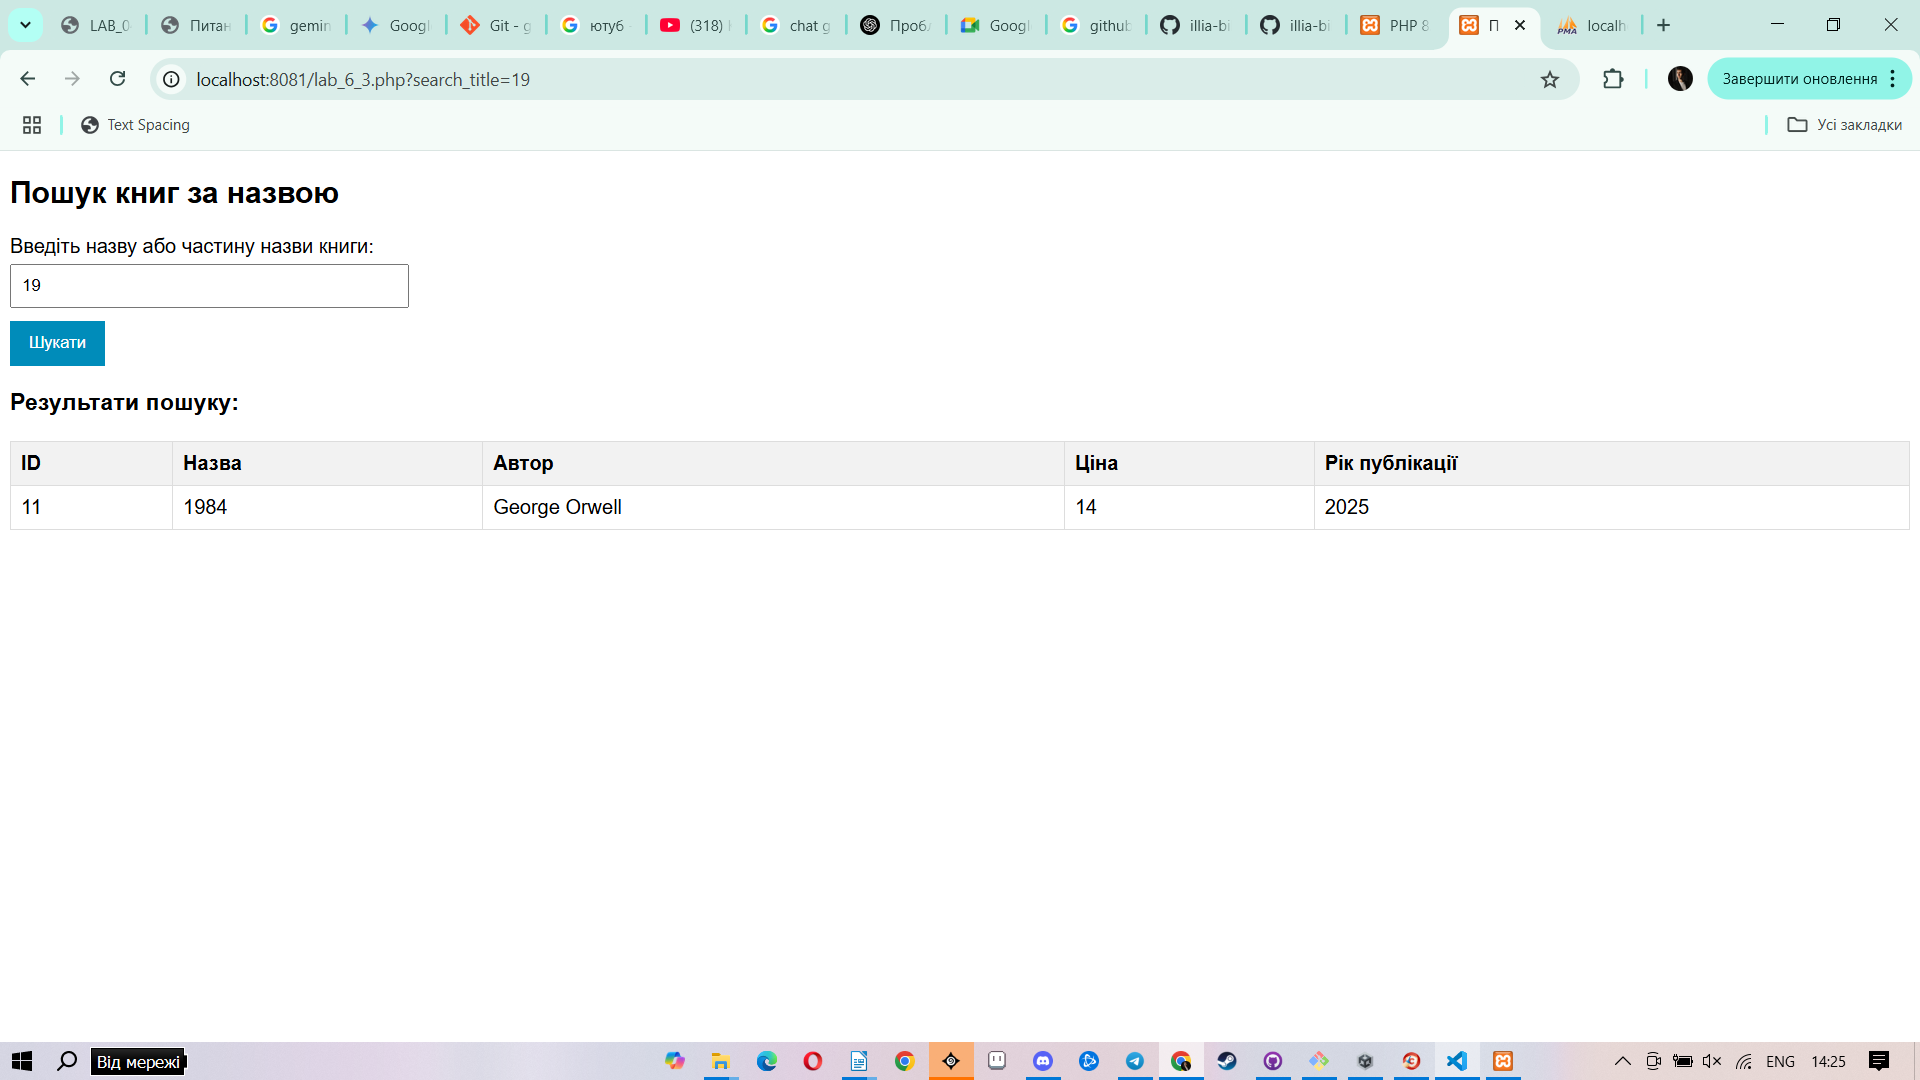 LAB_0 Питан gemin Googl Git - g ютуб - (318) chat g Проб Googl github illia-bi illia-bi PHP 8 П localh
localhost:8081/lab_6_3.php?search_title=19 Завершити оновлення
Text Spacing Усі закладки
Пошук книг за назвою
Введіть назву або частину назви книги:
19
Шукати
Результати пошуку:
ID Назва Автор Ціна Рік публікації
11 1984 George Orwell 14 2025
Від мережі ENG 14:25